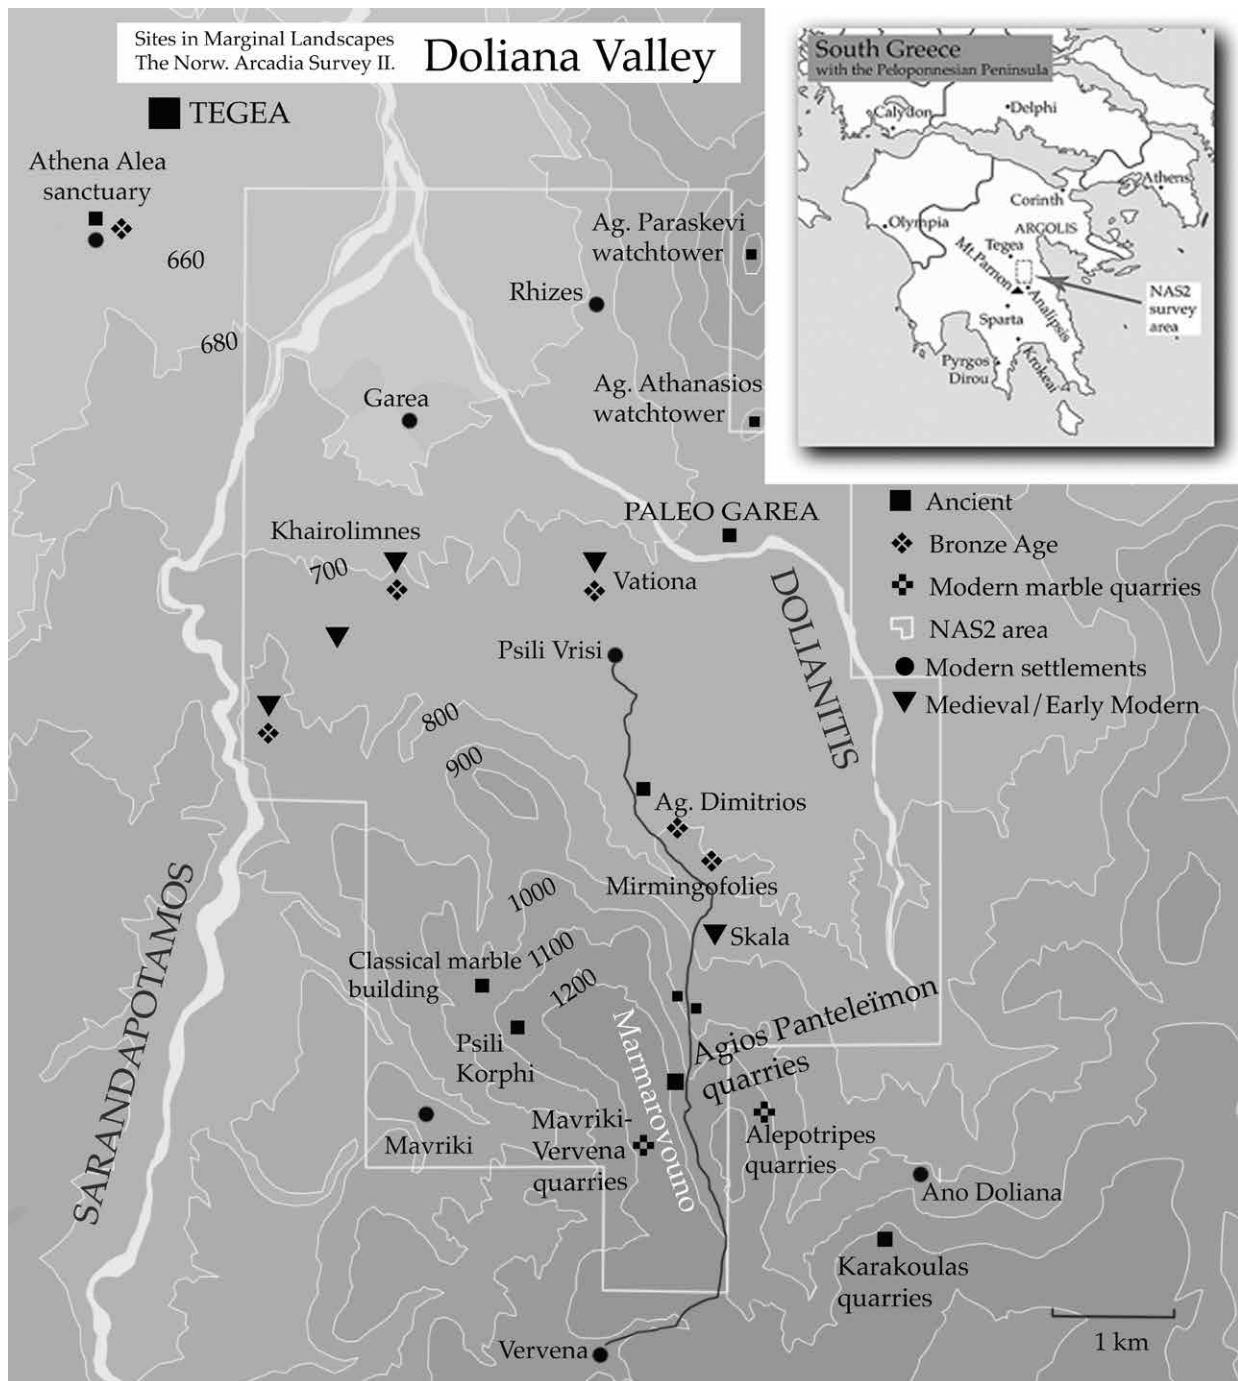 Sites in Marginal Landscapes
The Norw. Arcadia Survey II.
Doliana Valley
TEGEA
Athena Alea
sanctuary
660
680
Ag. Paraskevi
watchtower
Rhizes
Ag. Athanasios
watchtower
Garea
PALEO GAREA
Khairolimnes
700
Vationa
Psili Vrisi
DOLIANITIS
800
900
Ag. Dimitrios
Mirmingofolies
1000
Skala
1100
Classical marble
building
1200
SARANDAPOTAMOS
Psili
Korphi
Marmarovouno
Agios Panteleïmon
quarries
Mavriki
Mavriki-
Vervena
quarries
Alepotripes
quarries
Ano Doliana
Karakoulas
quarries
Vervena
1 km
South Greece
with the Peloponnesian Peninsula
Calydon
Delphi
Athens
Corinth
Olympia
ARGOLIS
Tegea
Mt. Parnon
Analipsis
NAS2
survey
area
Sparta
Krokeai
Pyrgos
Dirou
Ancient
Bronze Age
Modern marble quarries
NAS2 area
Modern settlements
Medieval/Early Modern